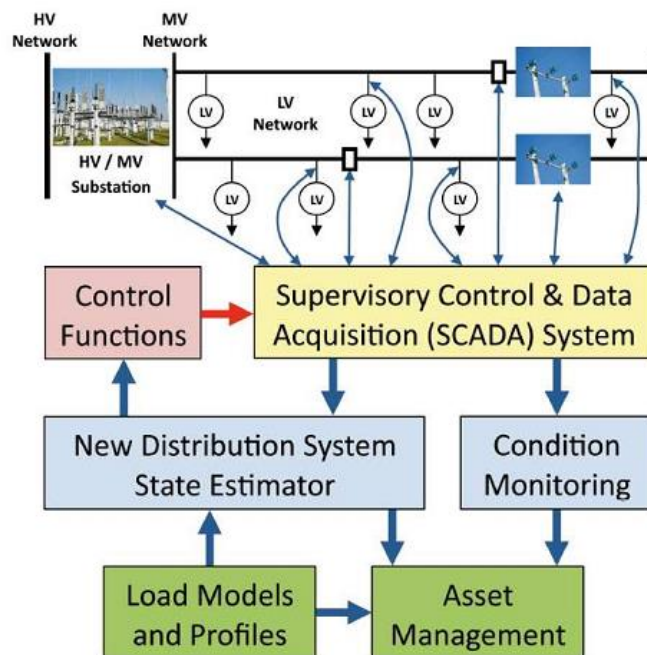 HV
Network
MV
Network
LV
LV
LV
LV
LV
Network
HV / MV
Substation
LV
LV
LV
Control
Functions
Supervisory Control & Data
Acquisition (SCADA) System
New Distribution System
State Estimator
Condition
Monitoring
Load Models
and Profiles
Asset
Management